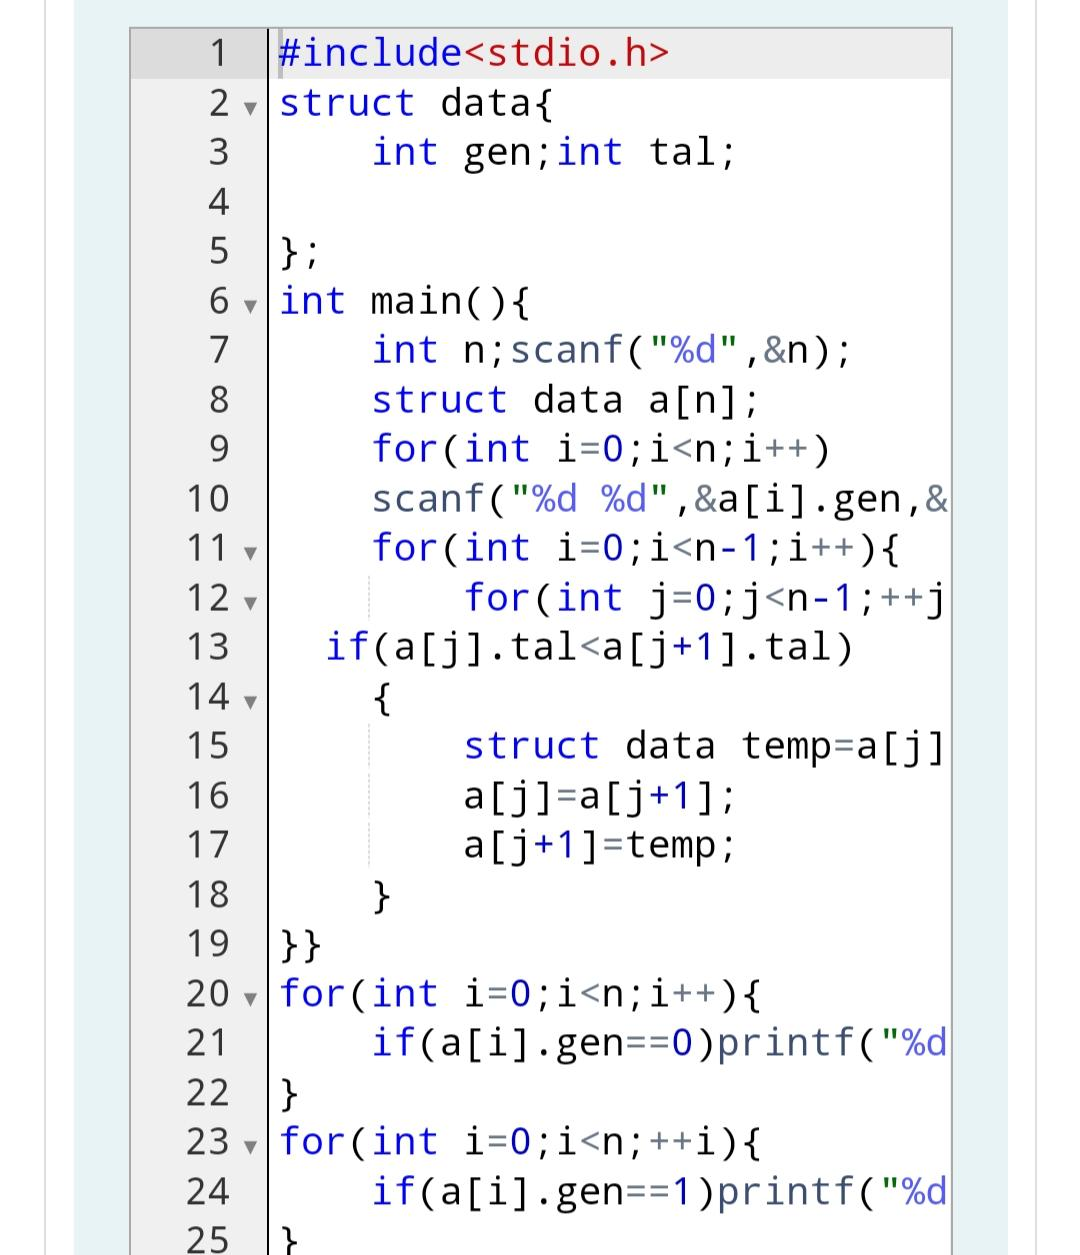 1 #include<stdio.h>
2 struct data{
3 int gen;int tal;
4
5 };
6 int main(){
7 int n;scanf("%d",&n);
8 struct data a[n];
9 for(int i=0;i<n;i++)
10 scanf("%d %d",&a[i].gen,&
11 for(int i=0;i<n-1;i++){
12 for(int j=0;j<n-1;++j
13 if(a[j].tal<a[j+1].tal)
14 {
15 struct data temp=a[j]
16 a[j]=a[j+1];
17 a[j+1]=temp;
18 }
19 }}
20 for(int i=0;i<n;i++){
21 if(a[i].gen==0)printf("%d
22 }
23 for(int i=0;i<n;++i){
24 if(a[i].gen==1)printf("%d
25 }